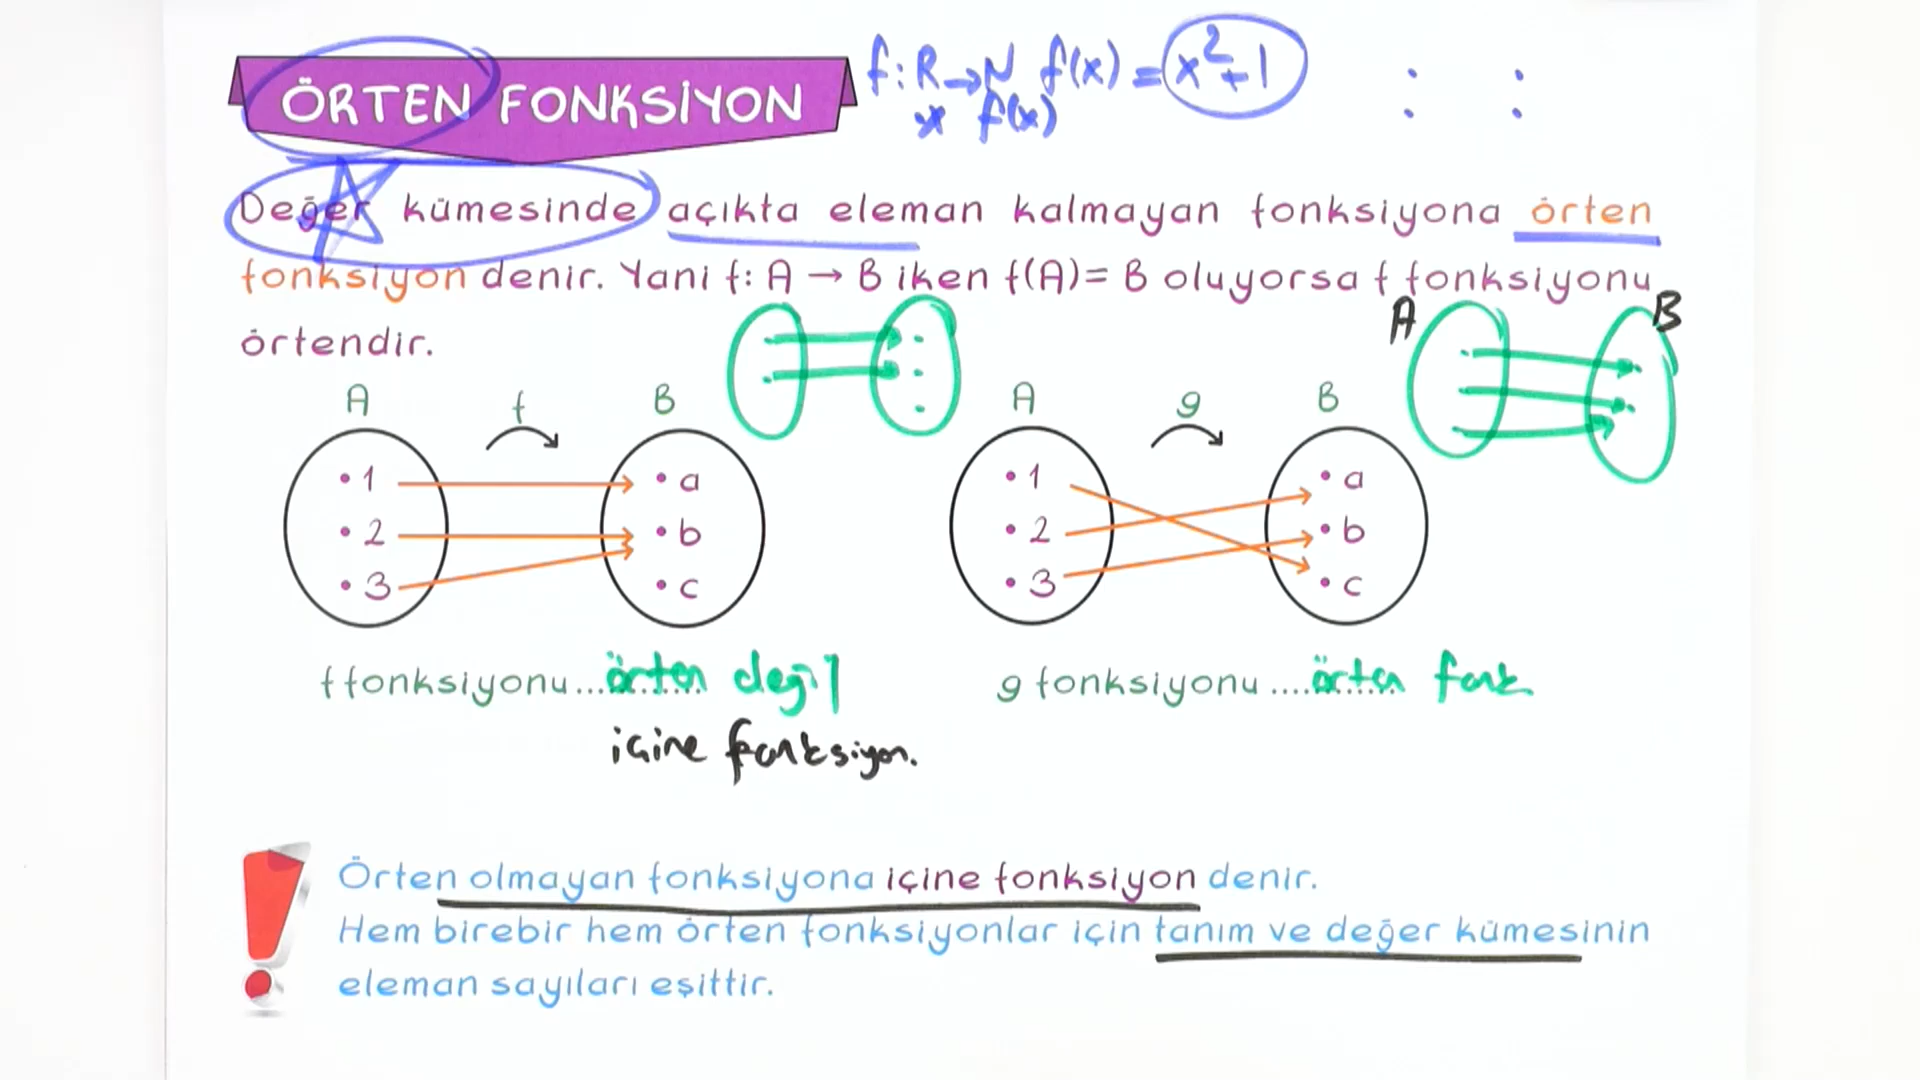 ÖRTEN FONKSİYON
f: R→N f(x) = x²+1
x f(x)
Değer kümesinde açıkta eleman kalmayan fonksiyona örten
fonksiyon denir. Yani f: A → B iken f(A)= B oluyorsa f fonksiyonu
örtendir.
A B
A f B
A g B
• 1 • a
• 2 • b
• 3 • c
• 1 • a
• 2 • b
• 3 • c
f fonksiyonu............ örten değil
içine fonksiyon.
g fonksiyonu ............ örten fonk.
Örten olmayan fonksiyona içine fonksiyon denir.
Hem birebir hem örten fonksiyonlar için tanım ve değer kümesinin
eleman sayıları eşittir.